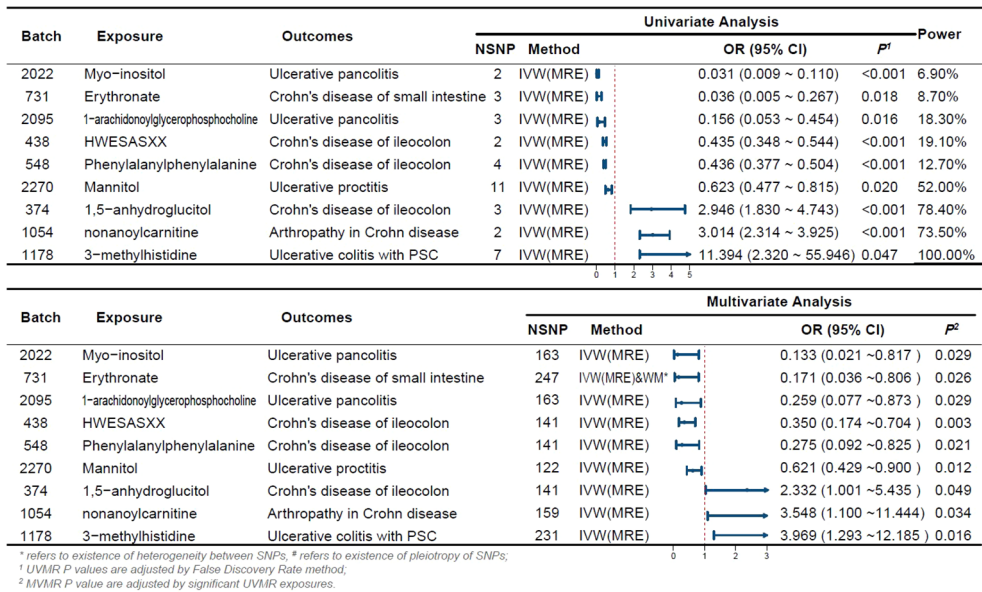 Batch Exposure Outcomes Univariate Analysis Power
NSNP Method OR (95% CI) P1
2022 Myo-inositol Ulcerative pancolitis 2 IVW(MRE) 0.031 (0.009 ~ 0.110) <0.001 6.90%
731 Erythronate Crohn's disease of small intestine 3 IVW(MRE) 0.036 (0.005 ~ 0.267) 0.018 8.70%
2095 1-arachidonoylglycerophosphocholine Ulcerative pancolitis 3 IVW(MRE) 0.156 (0.053 ~ 0.454) 0.016 18.30%
438 HWESASXX Crohn's disease of ileocolon 2 IVW(MRE) 0.435 (0.348 ~ 0.544) <0.001 19.10%
548 Phenylalanylphenylalanine Crohn's disease of ileocolon 4 IVW(MRE) 0.436 (0.377 ~ 0.504) <0.001 12.70%
2270 Mannitol Ulcerative proctitis 11 IVW(MRE) 0.623 (0.477 ~ 0.815) 0.020 52.00%
374 1,5-anhydroglucitol Crohn's disease of ileocolon 3 IVW(MRE) 2.946 (1.830 ~ 4.743) <0.001 78.40%
1054 nonanoylcarnitine Arthropathy in Crohn disease 2 IVW(MRE) 3.014 (2.314 ~ 3.925) <0.001 73.50%
1178 3-methylhistidine Ulcerative colitis with PSC 7 IVW(MRE) 11.394 (2.320 ~ 55.946) 0.047 100.00%
0 1 2 3 4 5
Batch Exposure Outcomes Multivariate Analysis
NSNP Method OR (95% CI) P2
2022 Myo-inositol Ulcerative pancolitis 163 IVW(MRE) 0.133 (0.021 ~0.817 ) 0.029
731 Erythronate Crohn's disease of small intestine 247 IVW(MRE)&WM* 0.171 (0.036 ~0.806 ) 0.026
2095 1-arachidonoylglycerophosphocholine Ulcerative pancolitis 163 IVW(MRE) 0.259 (0.077 ~0.873 ) 0.029
438 HWESASXX Crohn's disease of ileocolon 141 IVW(MRE) 0.350 (0.174 ~0.704 ) 0.003
548 Phenylalanylphenylalanine Crohn's disease of ileocolon 141 IVW(MRE) 0.275 (0.092 ~0.825 ) 0.021
2270 Mannitol Ulcerative proctitis 122 IVW(MRE) 0.621 (0.429 ~0.900 ) 0.012
374 1,5-anhydroglucitol Crohn's disease of ileocolon 141 IVW(MRE) 2.332 (1.001 ~5.435 ) 0.049
1054 nonanoylcarnitine Arthropathy in Crohn disease 159 IVW(MRE) 3.548 (1.100 ~11.444 ) 0.034
1178 3-methylhistidine Ulcerative colitis with PSC 231 IVW(MRE) 3.969 (1.293 ~12.185 ) 0.016
0 1 2 3
* refers to existence of heterogeneity between SNPs, # refers to existence of pleiotropy of SNPs;
1 UVMR P values are adjusted by False Discovery Rate method;
2 MVMR P value are adjusted by significant UVMR exposures.